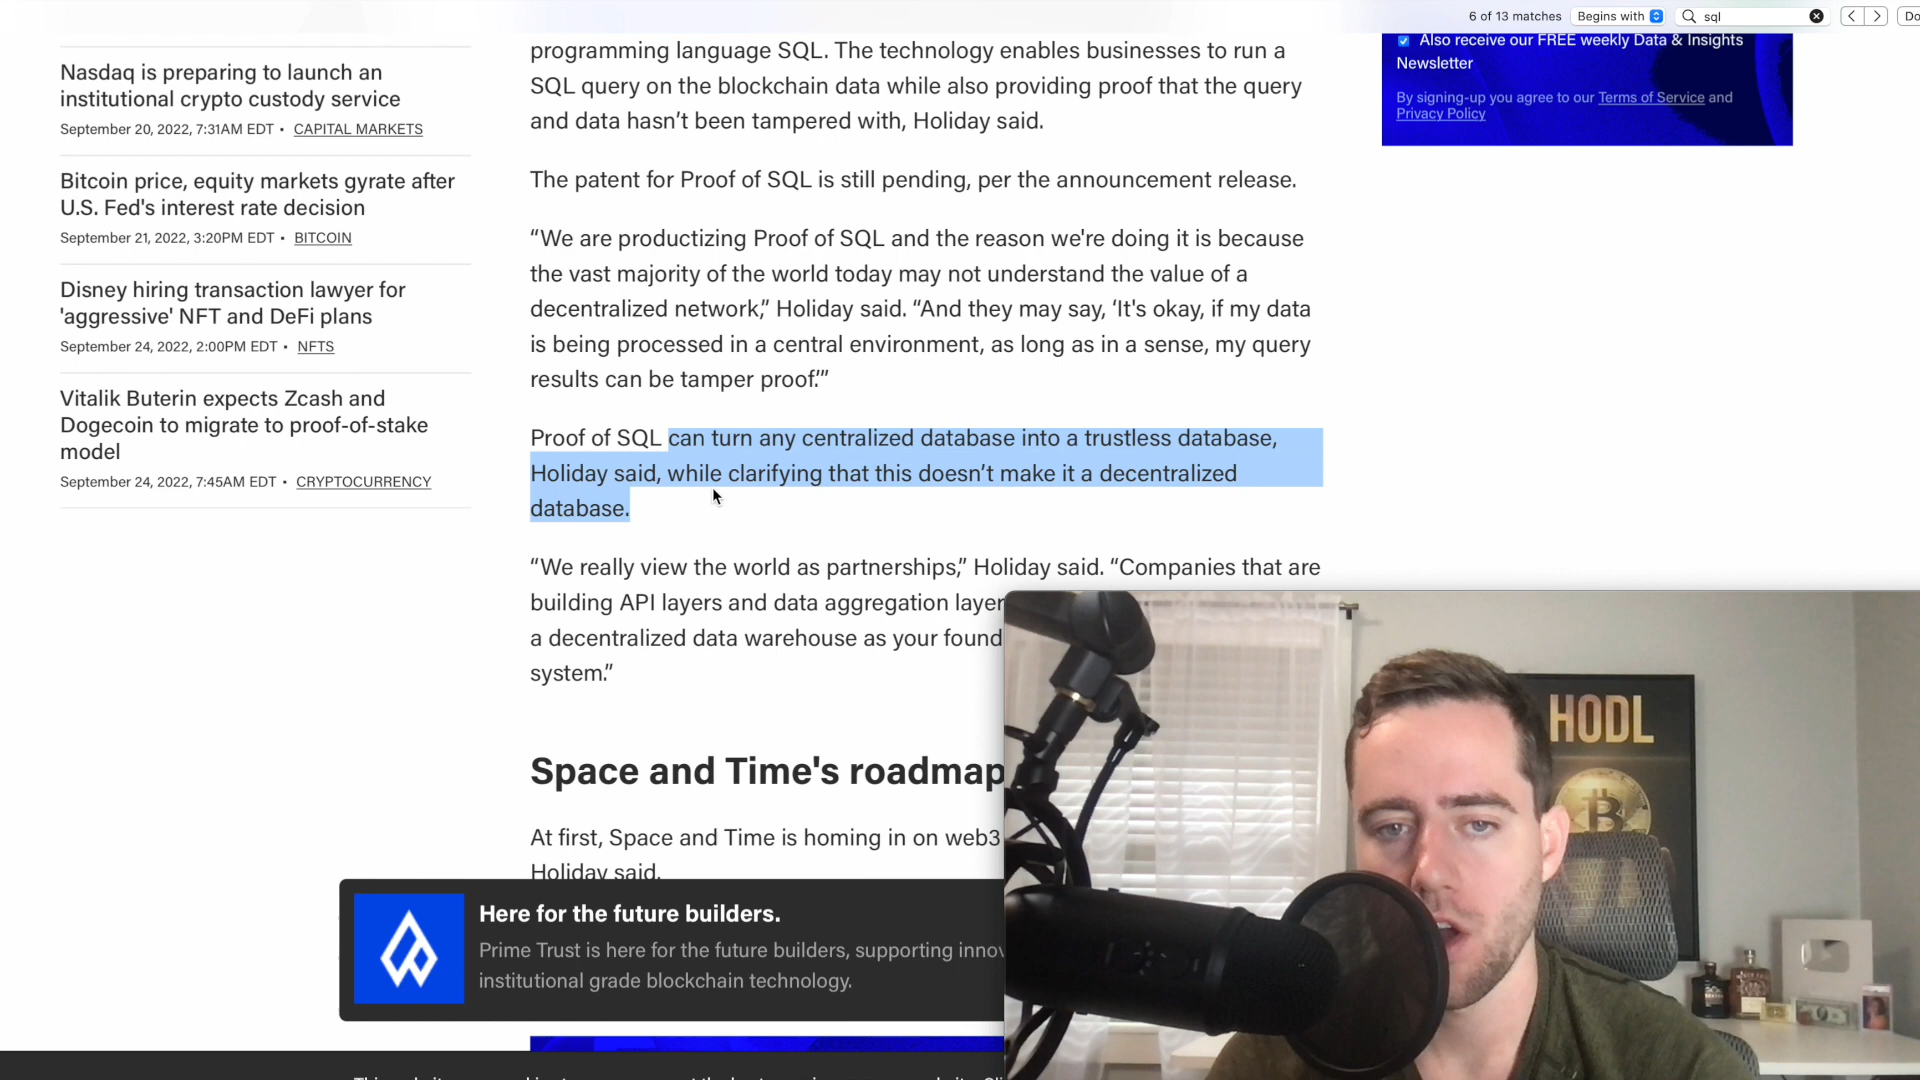 6 of 13 matches
Begins with
sql
Do
Nasdaq is preparing to launch an
institutional crypto custody service
September 20, 2022, 7:31AM EDT • CAPITAL MARKETS
Bitcoin price, equity markets gyrate after
U.S. Fed's interest rate decision
September 21, 2022, 3:20PM EDT • BITCOIN
Disney hiring transaction lawyer for
'aggressive' NFT and DeFi plans
September 24, 2022, 2:00PM EDT • NFTS
Vitalik Buterin expects Zcash and
Dogecoin to migrate to proof-of-stake
model
September 24, 2022, 7:45AM EDT • CRYPTOCURRENCY
programming language SQL. The technology enables businesses to run a
SQL query on the blockchain data while also providing proof that the query
and data hasn’t been tampered with, Holiday said.
The patent for Proof of SQL is still pending, per the announcement release.
“We are productizing Proof of SQL and the reason we're doing it is because
the vast majority of the world today may not understand the value of a
decentralized network,” Holiday said. “And they may say, ‘It's okay, if my data
is being processed in a central environment, as long as in a sense, my query
results can be tamper proof.’”
Proof of SQL can turn any centralized database into a trustless database,
Holiday said, while clarifying that this doesn’t make it a decentralized
database.
“We really view the world as partnerships,” Holiday said. “Companies that are
building API layers and data aggregation layer
a decentralized data warehouse as your found
system.”
Space and Time's roadmap
At first, Space and Time is homing in on web3
Holiday said.
Here for the future builders.
Prime Trust is here for the future builders, supporting innov
institutional grade blockchain technology.
Also receive our FREE weekly Data & Insights
Newsletter
By signing-up you agree to our Terms of Service and
Privacy Policy
HODL